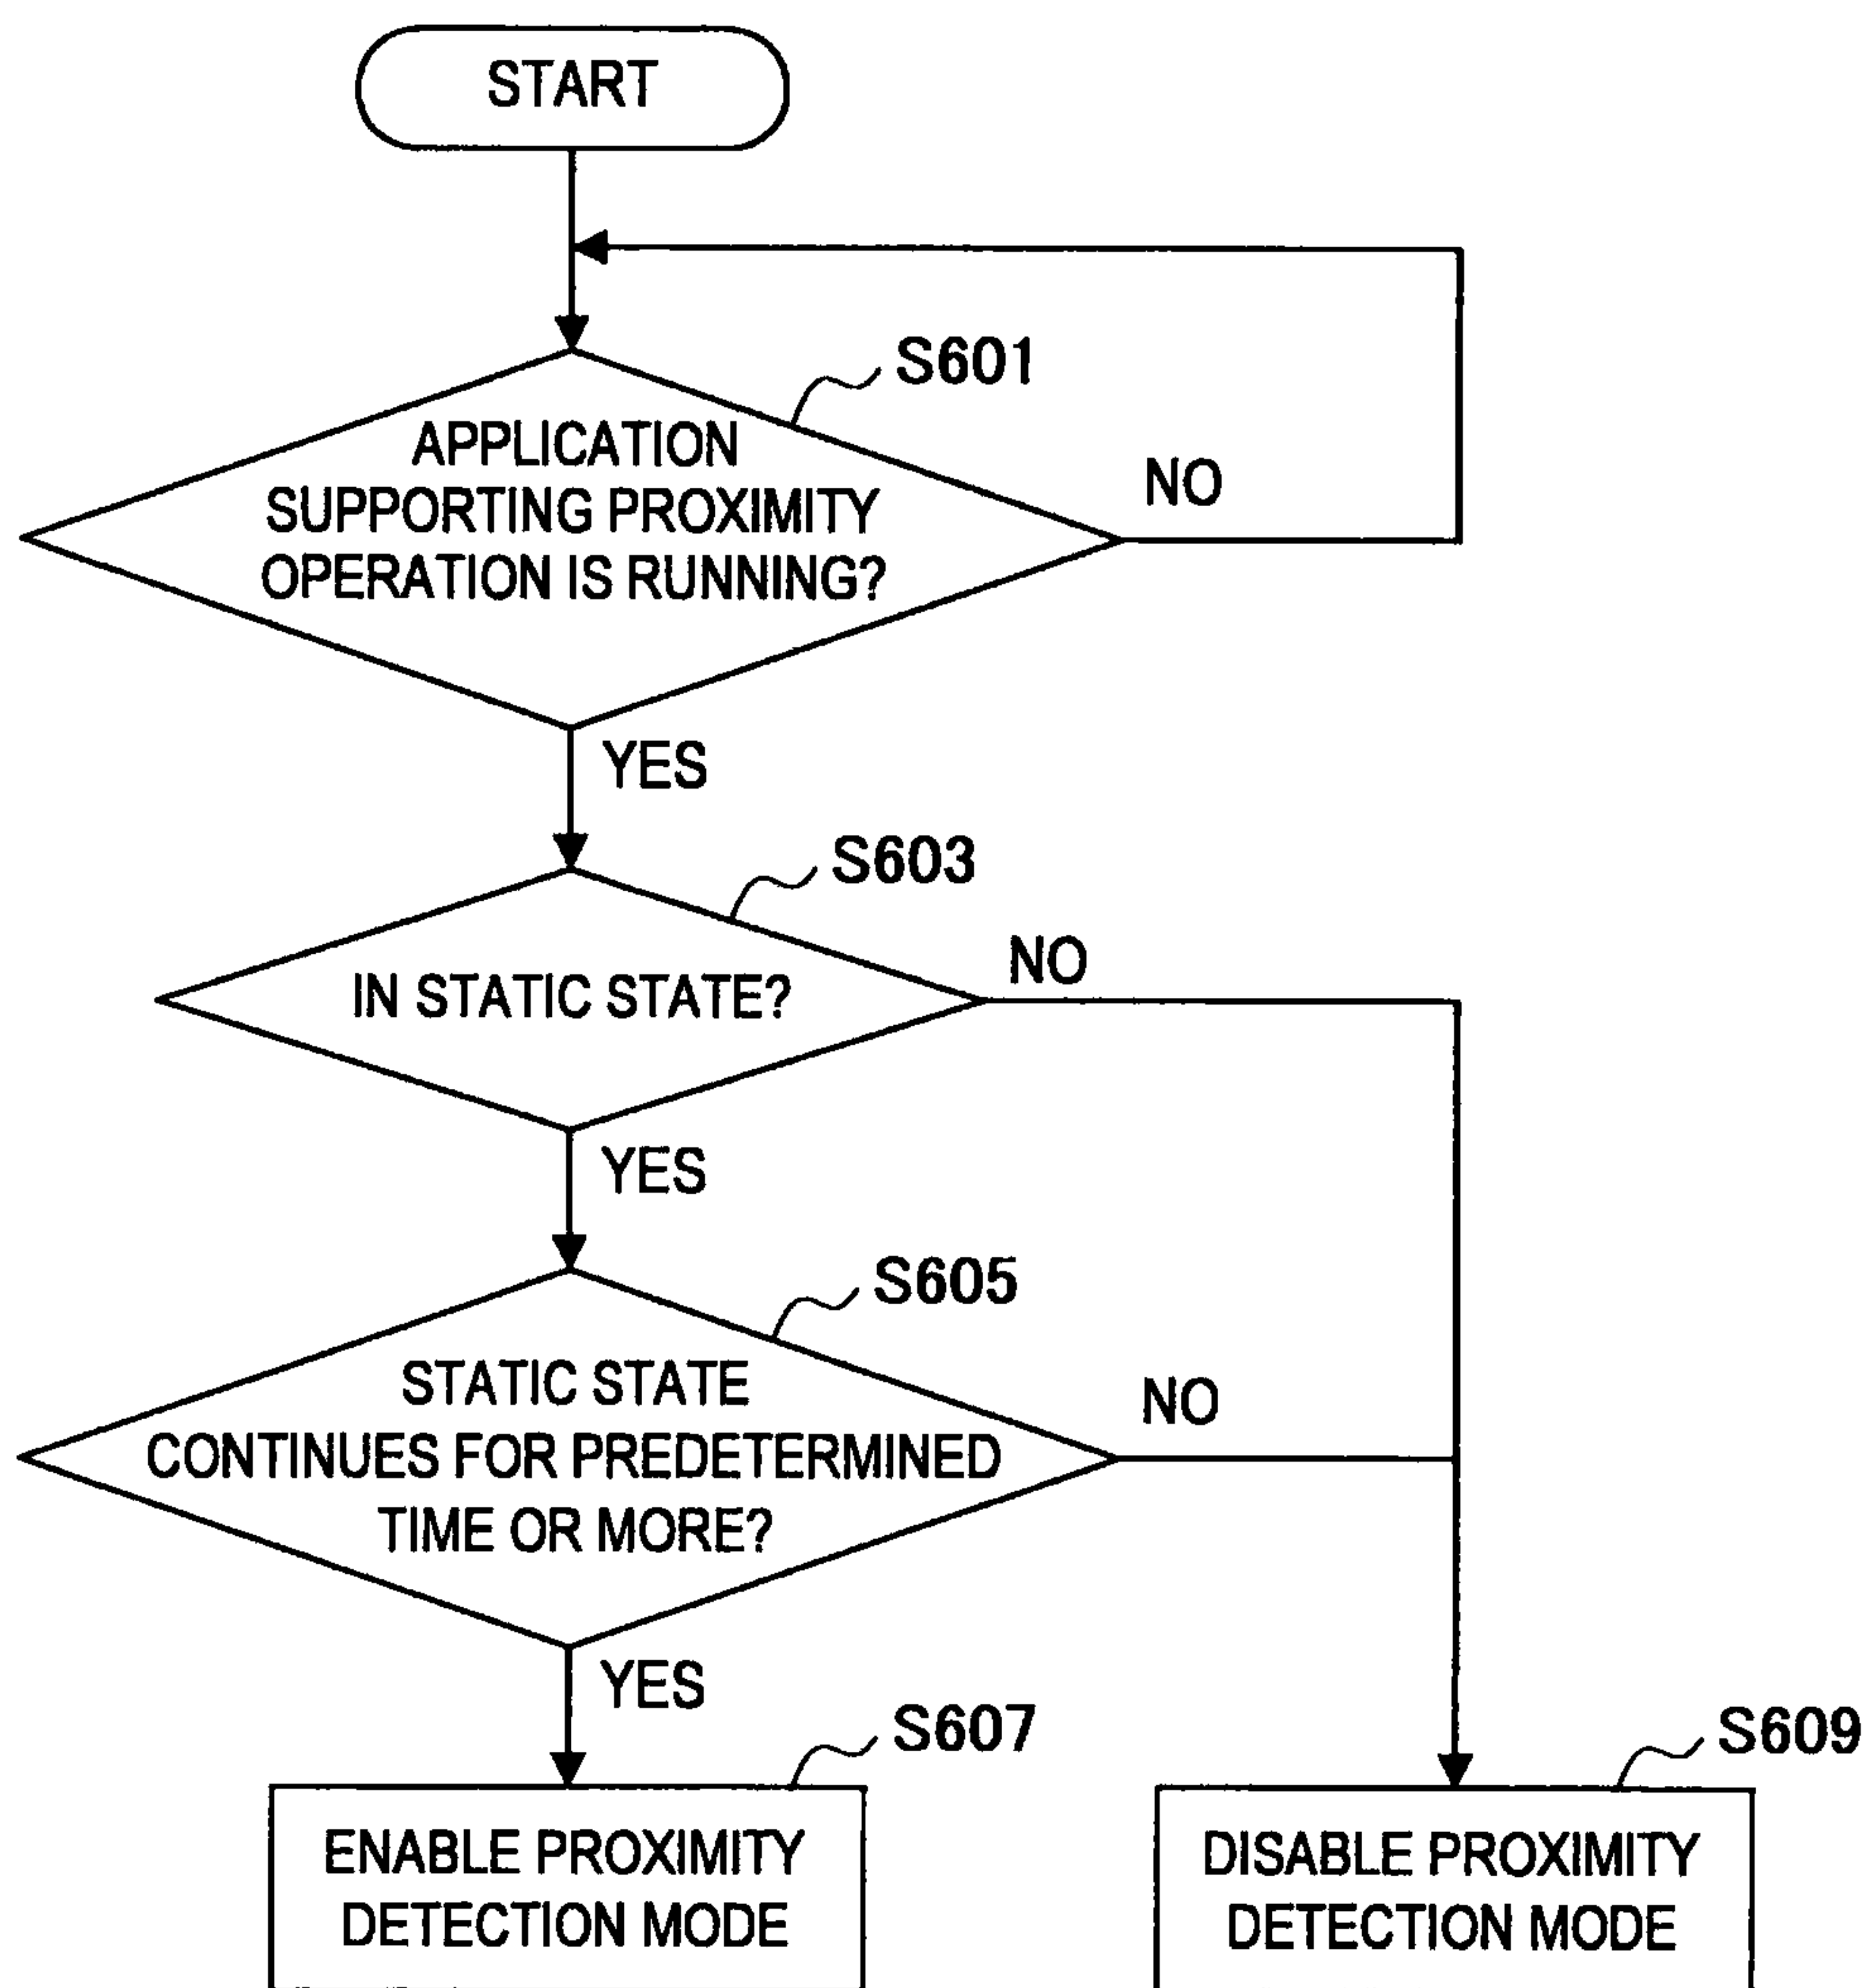 START
S601
APPLICATION
SUPPORTING PROXIMITY
OPERATION IS RUNNING?
NO
YES
S603
IN STATIC STATE?
NO
YES
S605
STATIC STATE
CONTINUES FOR PREDETERMINED
TIME OR MORE?
NO
YES
S607
ENABLE PROXIMITY
DETECTION MODE
S609
DISABLE PROXIMITY
DETECTION MODE